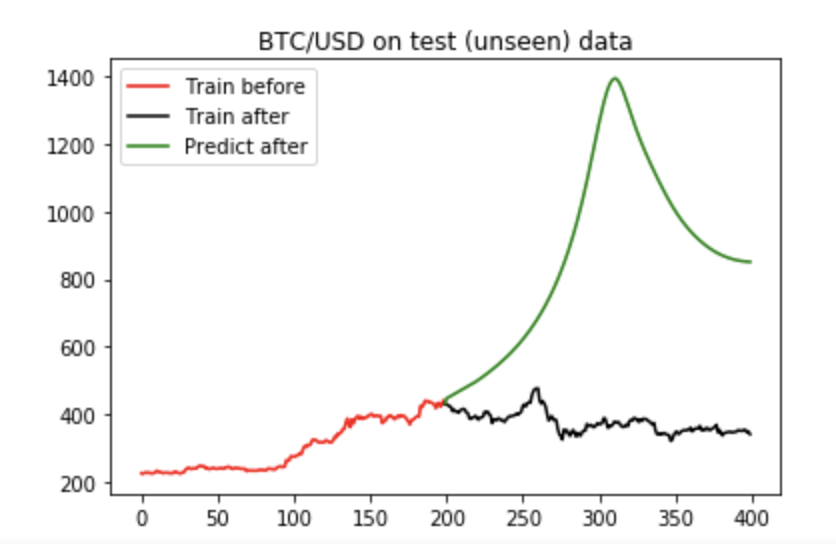 BTC/USD on test (unseen) data
1400
1200
1000
800
600
400
200
Train before
Train after
Predict after
0 50 100 150 200 250 300 350 400